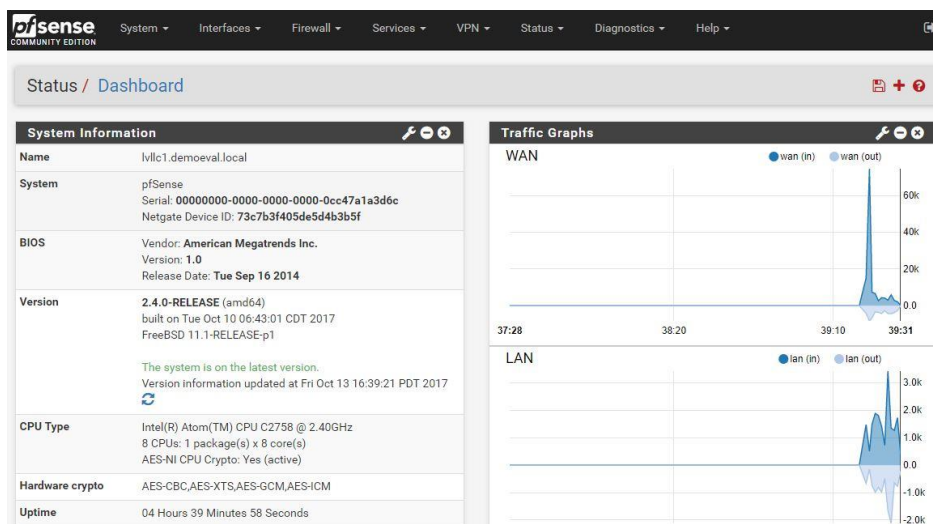 pfsense
COMMUNITY EDITION
System Interfaces Firewall Services VPN Status Diagnostics Help
Status / Dashboard
System Information
Name lvllc1.demoeval.local
System pfSense
Serial: 00000000-0000-0000-0000-0cc47a1a3d6c
Netgate Device ID: 73c7b3f405de5d4b3b5f
BIOS Vendor: American Megatrends Inc.
Version: 1.0
Release Date: Tue Sep 16 2014
Version 2.4.0-RELEASE (amd64)
built on Tue Oct 10 06:43:01 CDT 2017
FreeBSD 11.1-RELEASE-p1
The system is on the latest version.
Version information updated at Fri Oct 13 16:39:21 PDT 2017
CPU Type Intel(R) Atom(TM) CPU C2758 @ 2.40GHz
8 CPUs: 1 package(s) x 8 core(s)
AES-NI CPU Crypto: Yes (active)
Hardware crypto AES-CBC,AES-XTS,AES-GCM,AES-ICM
Uptime 04 Hours 39 Minutes 58 Seconds
Traffic Graphs
WAN wan (in) wan (out)
60k
40k
20k
0.0
37:28 38:20 39:10 39:31
LAN lan (in) lan (out)
3.0k
2.0k
1.0k
0.0
-1.0k
-2.0k